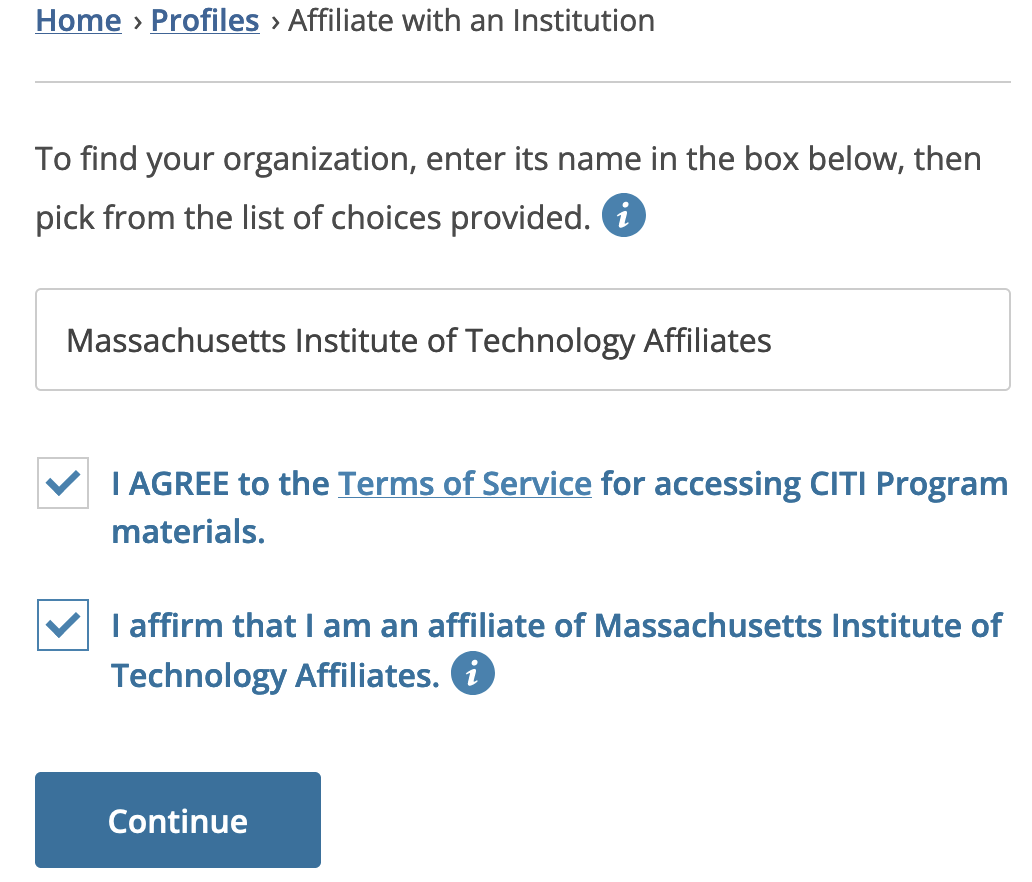 Home › Profiles › Affiliate with an Institution
To find your organization, enter its name in the box below, then
pick from the list of choices provided. i
Massachusetts Institute of Technology Affiliates
I AGREE to the Terms of Service for accessing CITI Program
materials.
I affirm that I am an affiliate of Massachusetts Institute of
Technology Affiliates. i
Continue